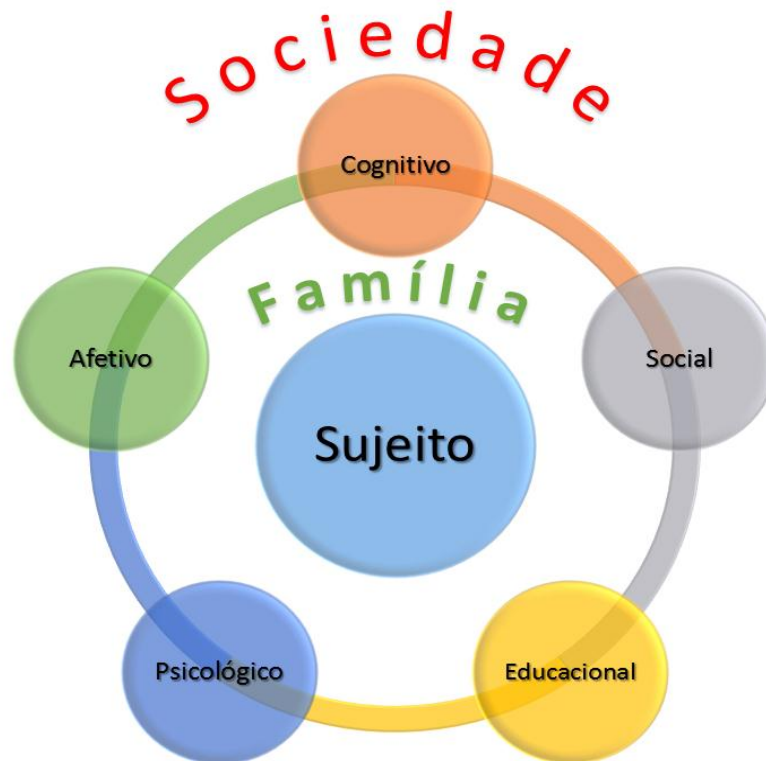 Sociedade
Cognitivo
Família
Afetivo
Social
Sujeito
Psicológico
Educacional